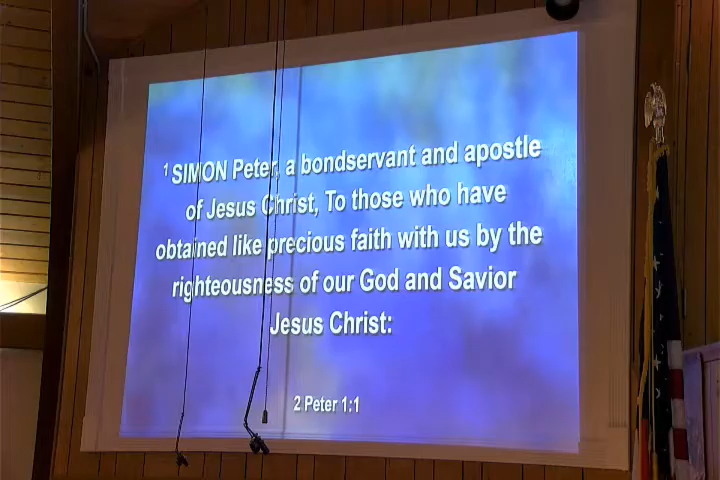 1 SIMON Peter, a bondservant and apostle
of Jesus Christ, To those who have
obtained like precious faith with us by the
righteousness of our God and Savior
Jesus Christ:
2 Peter 1:1